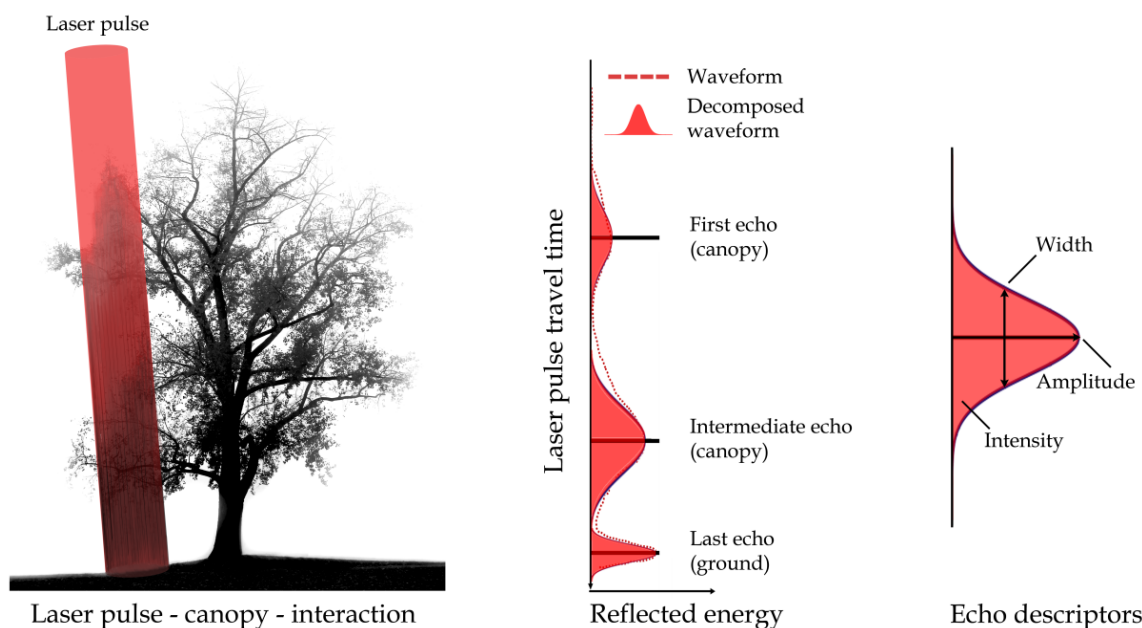 Laser pulse
Laser pulse - canopy - interaction
Laser pulse travel time
Waveform
Decomposed
waveform
First echo
(canopy)
Intermediate echo
(canopy)
Last echo
(ground)
Reflected energy
Width
Amplitude
Intensity
Echo descriptors